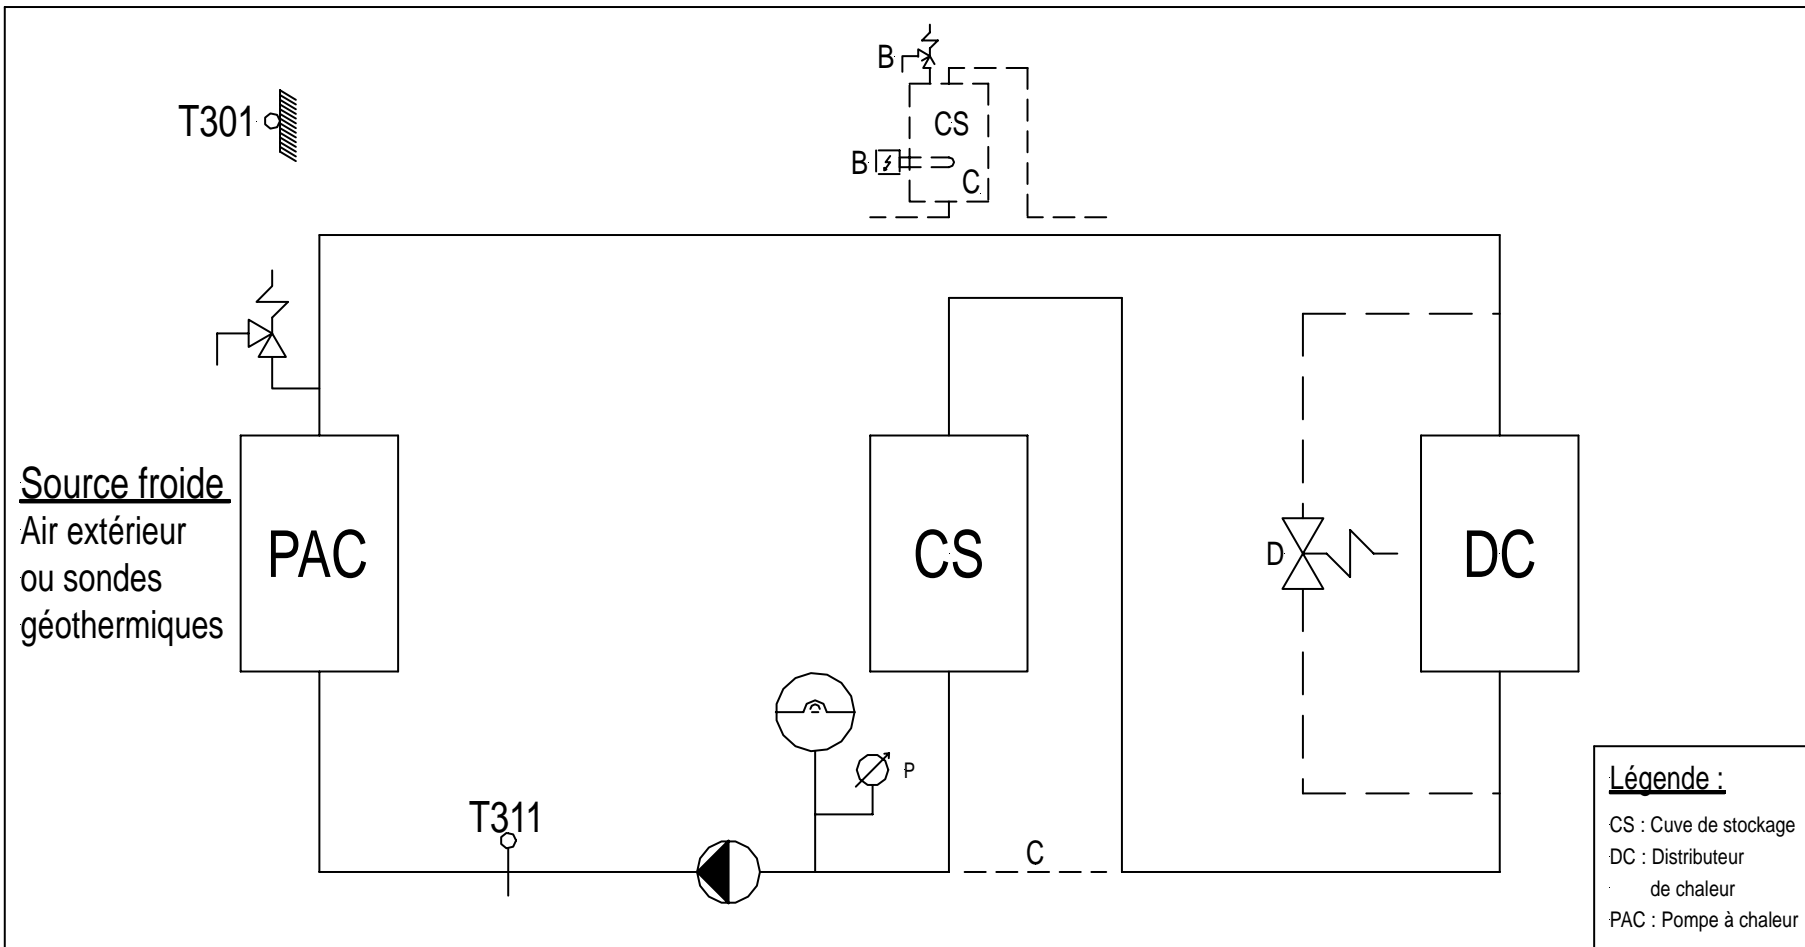 B
T301
CS
B
C
Source froide
Air extérieur
ou sondes
géothermiques
PAC
CS
D
DC
P
T311
C
Légende :
CS : Cuve de stockage
DC : Distributeur
de chaleur
PAC : Pompe à chaleur